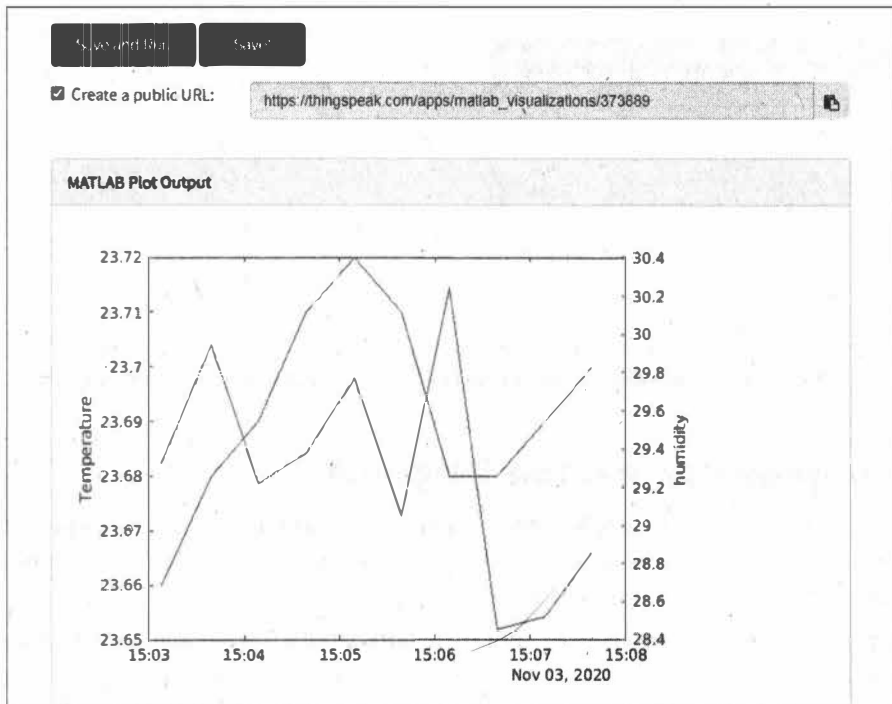 Save and Run Save
Create a public URL: https://thingspeak.com/apps/matlab_visualizations/373889
MATLAB Plot Output
23.72
23.71
23.7
23.69
23.68
23.67
23.66
23.65
Temperature
30.4
30.2
30
29.8
29.6
29.4
29.2
29
28.8
28.6
28.4
humidity
15:03 15:04 15:05 15:06 15:07 15:08
Nov 03, 2020